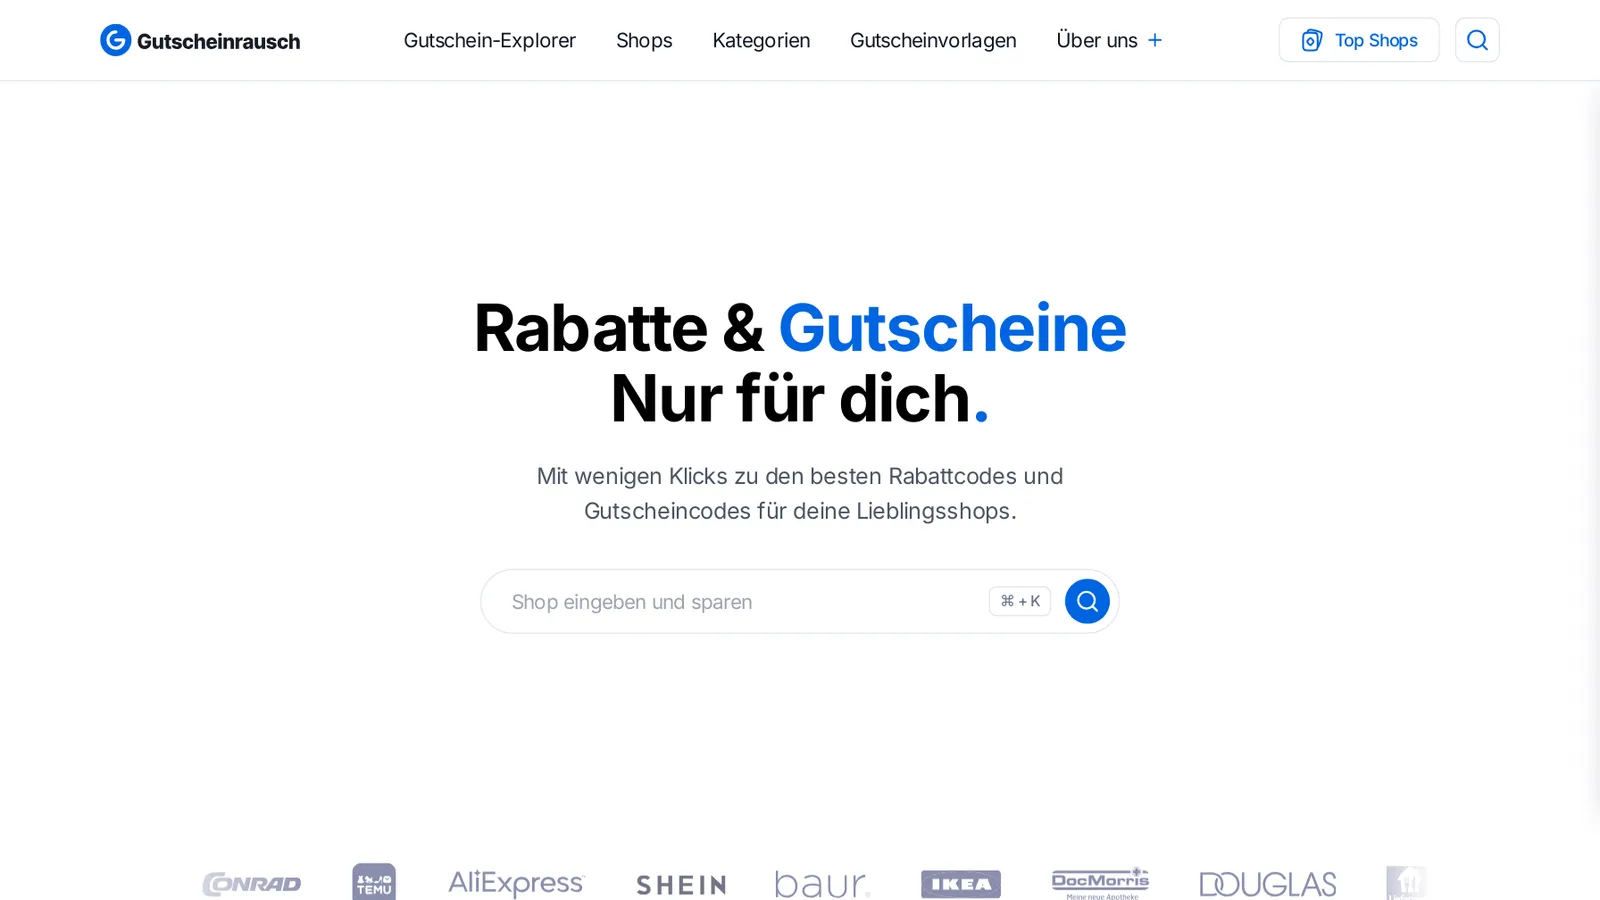 Gutscheinrausch
Gutschein-Explorer
Shops
Kategorien
Gutscheinvorlagen
Über uns +
Top Shops
Rabatte & Gutscheine
Nur für dich.
Mit wenigen Klicks zu den besten Rabattcodes und
Gutscheincodes für deine Lieblingsshops.
Shop eingeben und sparen
⌘ + K
CONRAD
TEMU
AliExpress
SHEIN
baur.
IKEA
DocMorris
Meine neue Apotheke
DOUGLAS